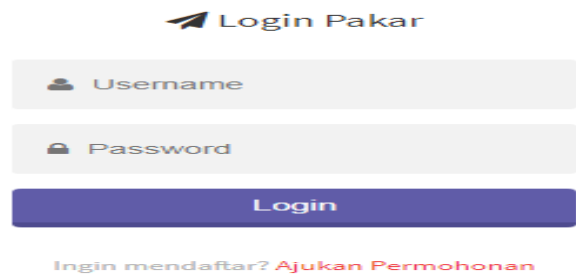 Login Pakar
Username
Password
Login
Ingin mendaftar? Ajukan Permohonan